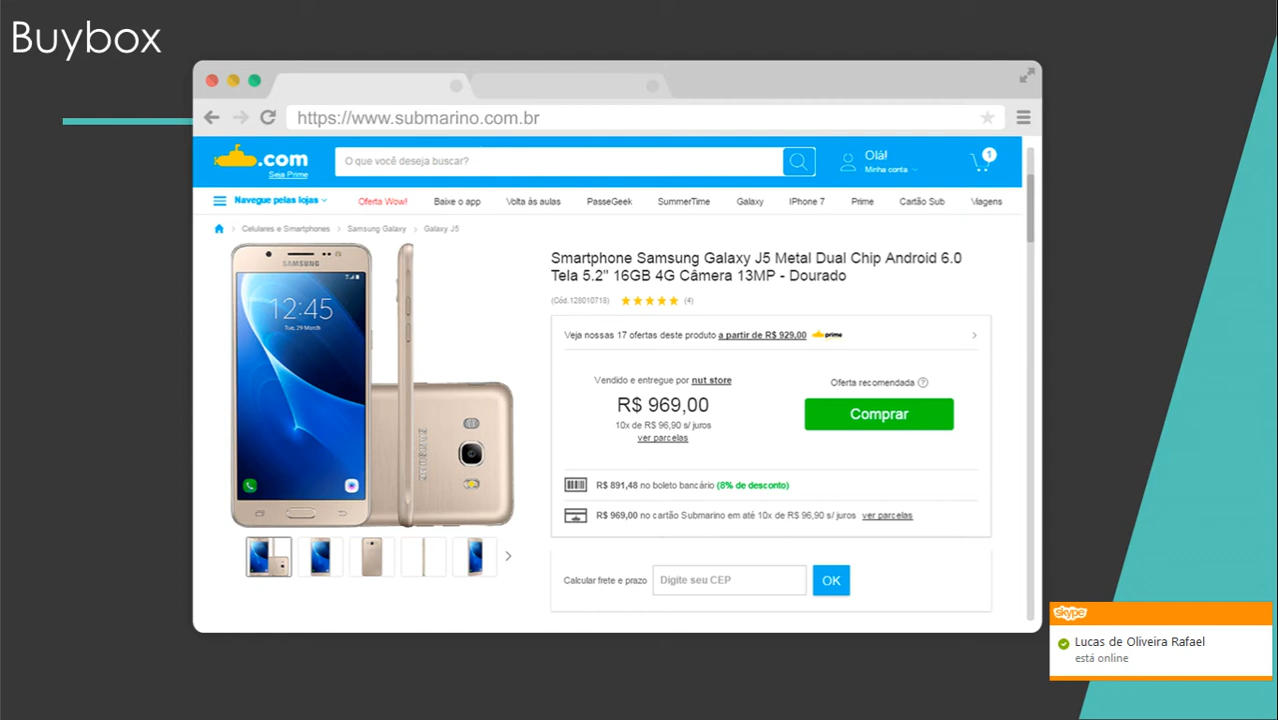 Buybox
https://www.submarino.com.br
.com
Seja Prime
O que você deseja buscar?
Olá!
Minha conta
1
Navegue pelas lojas
Oferta Wow!
Baixe o app
Volta às aulas
PasseGeek
SummerTime
Galaxy
IPhone 7
Prime
Cartão Sub
Viagens
Celulares e Smartphones > Samsung Galaxy > Galaxy J5
SAMSUNG
12:45
Tue, 29 March
SAMSUNG
Smartphone Samsung Galaxy J5 Metal Dual Chip Android 6.0
Tela 5.2" 16GB 4G Câmera 13MP - Dourado
(Cód.128010718) (4)
Veja nossas 17 ofertas deste produto a partir de R$ 929,00 prime
Vendido e entregue por nut store
R$ 969,00
10x de R$ 96,90 s/ juros
ver parcelas
Oferta recomendada ?
Comprar
R$ 891,48 no boleto bancário (8% de desconto)
R$ 969,00 no cartão Submarino em até 10x de R$ 96,90 s/ juros ver parcelas
Calcular frete e prazo Digite seu CEP OK
skype
Lucas de Oliveira Rafael
está online